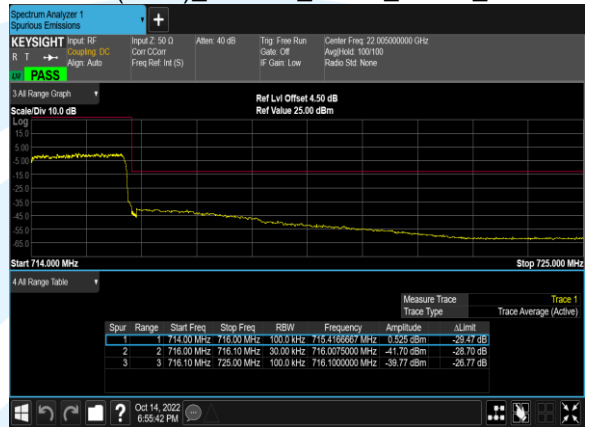 Spectrum Analyzer 1
Spurious Emissions
KEYSIGHT Input: RF Input Z: 50 Ω Atten: 40 dB Trig: Free Run Center Freq: 22.005000000 GHz
R T Coupling: DC Corr CCorr Gate: Off Avg|Hold: 100/100
Align: Auto Freq Ref: Int (S) IF Gain: Low Radio Std: None
LXI PASS
3 All Range Graph
Ref Lvl Offset 4.50 dB
Scale/Div 10.0 dB Ref Value 25.00 dBm
Log
15.0
5.00
-5.00
-15.0
-25.0
-35.0
-45.0
-55.0
-65.0
Start 714.000 MHz Stop 725.000 MHz
4 All Range Table
Measure Trace Trace 1
Trace Type Trace Average (Active)
Spur Range Start Freq Stop Freq RBW Frequency Amplitude ΔLimit
1 1 714.00 MHz 716.00 MHz 100.0 kHz 715.4166667 MHz 0.525 dBm -29.47 dB
2 2 716.00 MHz 716.10 MHz 30.00 kHz 716.0075000 MHz -41.70 dBm -28.70 dB
3 3 716.10 MHz 725.00 MHz 100.0 kHz 716.1000000 MHz -39.77 dBm -26.77 dB
? Oct 14, 2022
6:55:42 PM